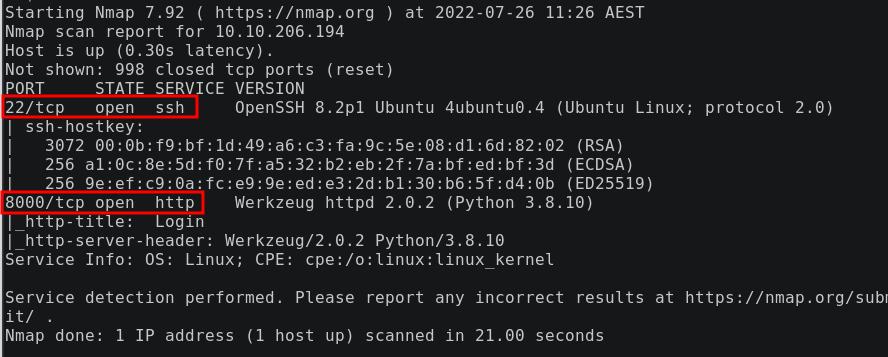 Starting Nmap 7.92 ( https://nmap.org ) at 2022-07-26 11:26 AEST
Nmap scan report for 10.10.206.194
Host is up (0.30s latency).
Not shown: 998 closed tcp ports (reset)
PORT     STATE SERVICE VERSION
22/tcp   open  ssh     OpenSSH 8.2p1 Ubuntu 4ubuntu0.4 (Ubuntu Linux; protocol 2.0)
| ssh-hostkey:
|   3072 00:0b:f9:bf:1d:49:a6:c3:fa:9c:5e:08:d1:6d:82:02 (RSA)
|   256 a1:0c:8e:5d:f0:7f:a5:32:b2:eb:2f:7a:bf:ed:bf:3d (ECDSA)
|   256 9e:ef:c9:0a:fc:e9:9e:ed:e3:2d:b1:30:b6:5f:d4:0b (ED25519)
8000/tcp open  http    Werkzeug httpd 2.0.2 (Python 3.8.10)
|_http-title:  Login
|_http-server-header: Werkzeug/2.0.2 Python/3.8.10
Service Info: OS: Linux; CPE: cpe:/o:linux:linux_kernel
Service detection performed. Please report any incorrect results at https://nmap.org/subm
it/ .
Nmap done: 1 IP address (1 host up) scanned in 21.00 seconds